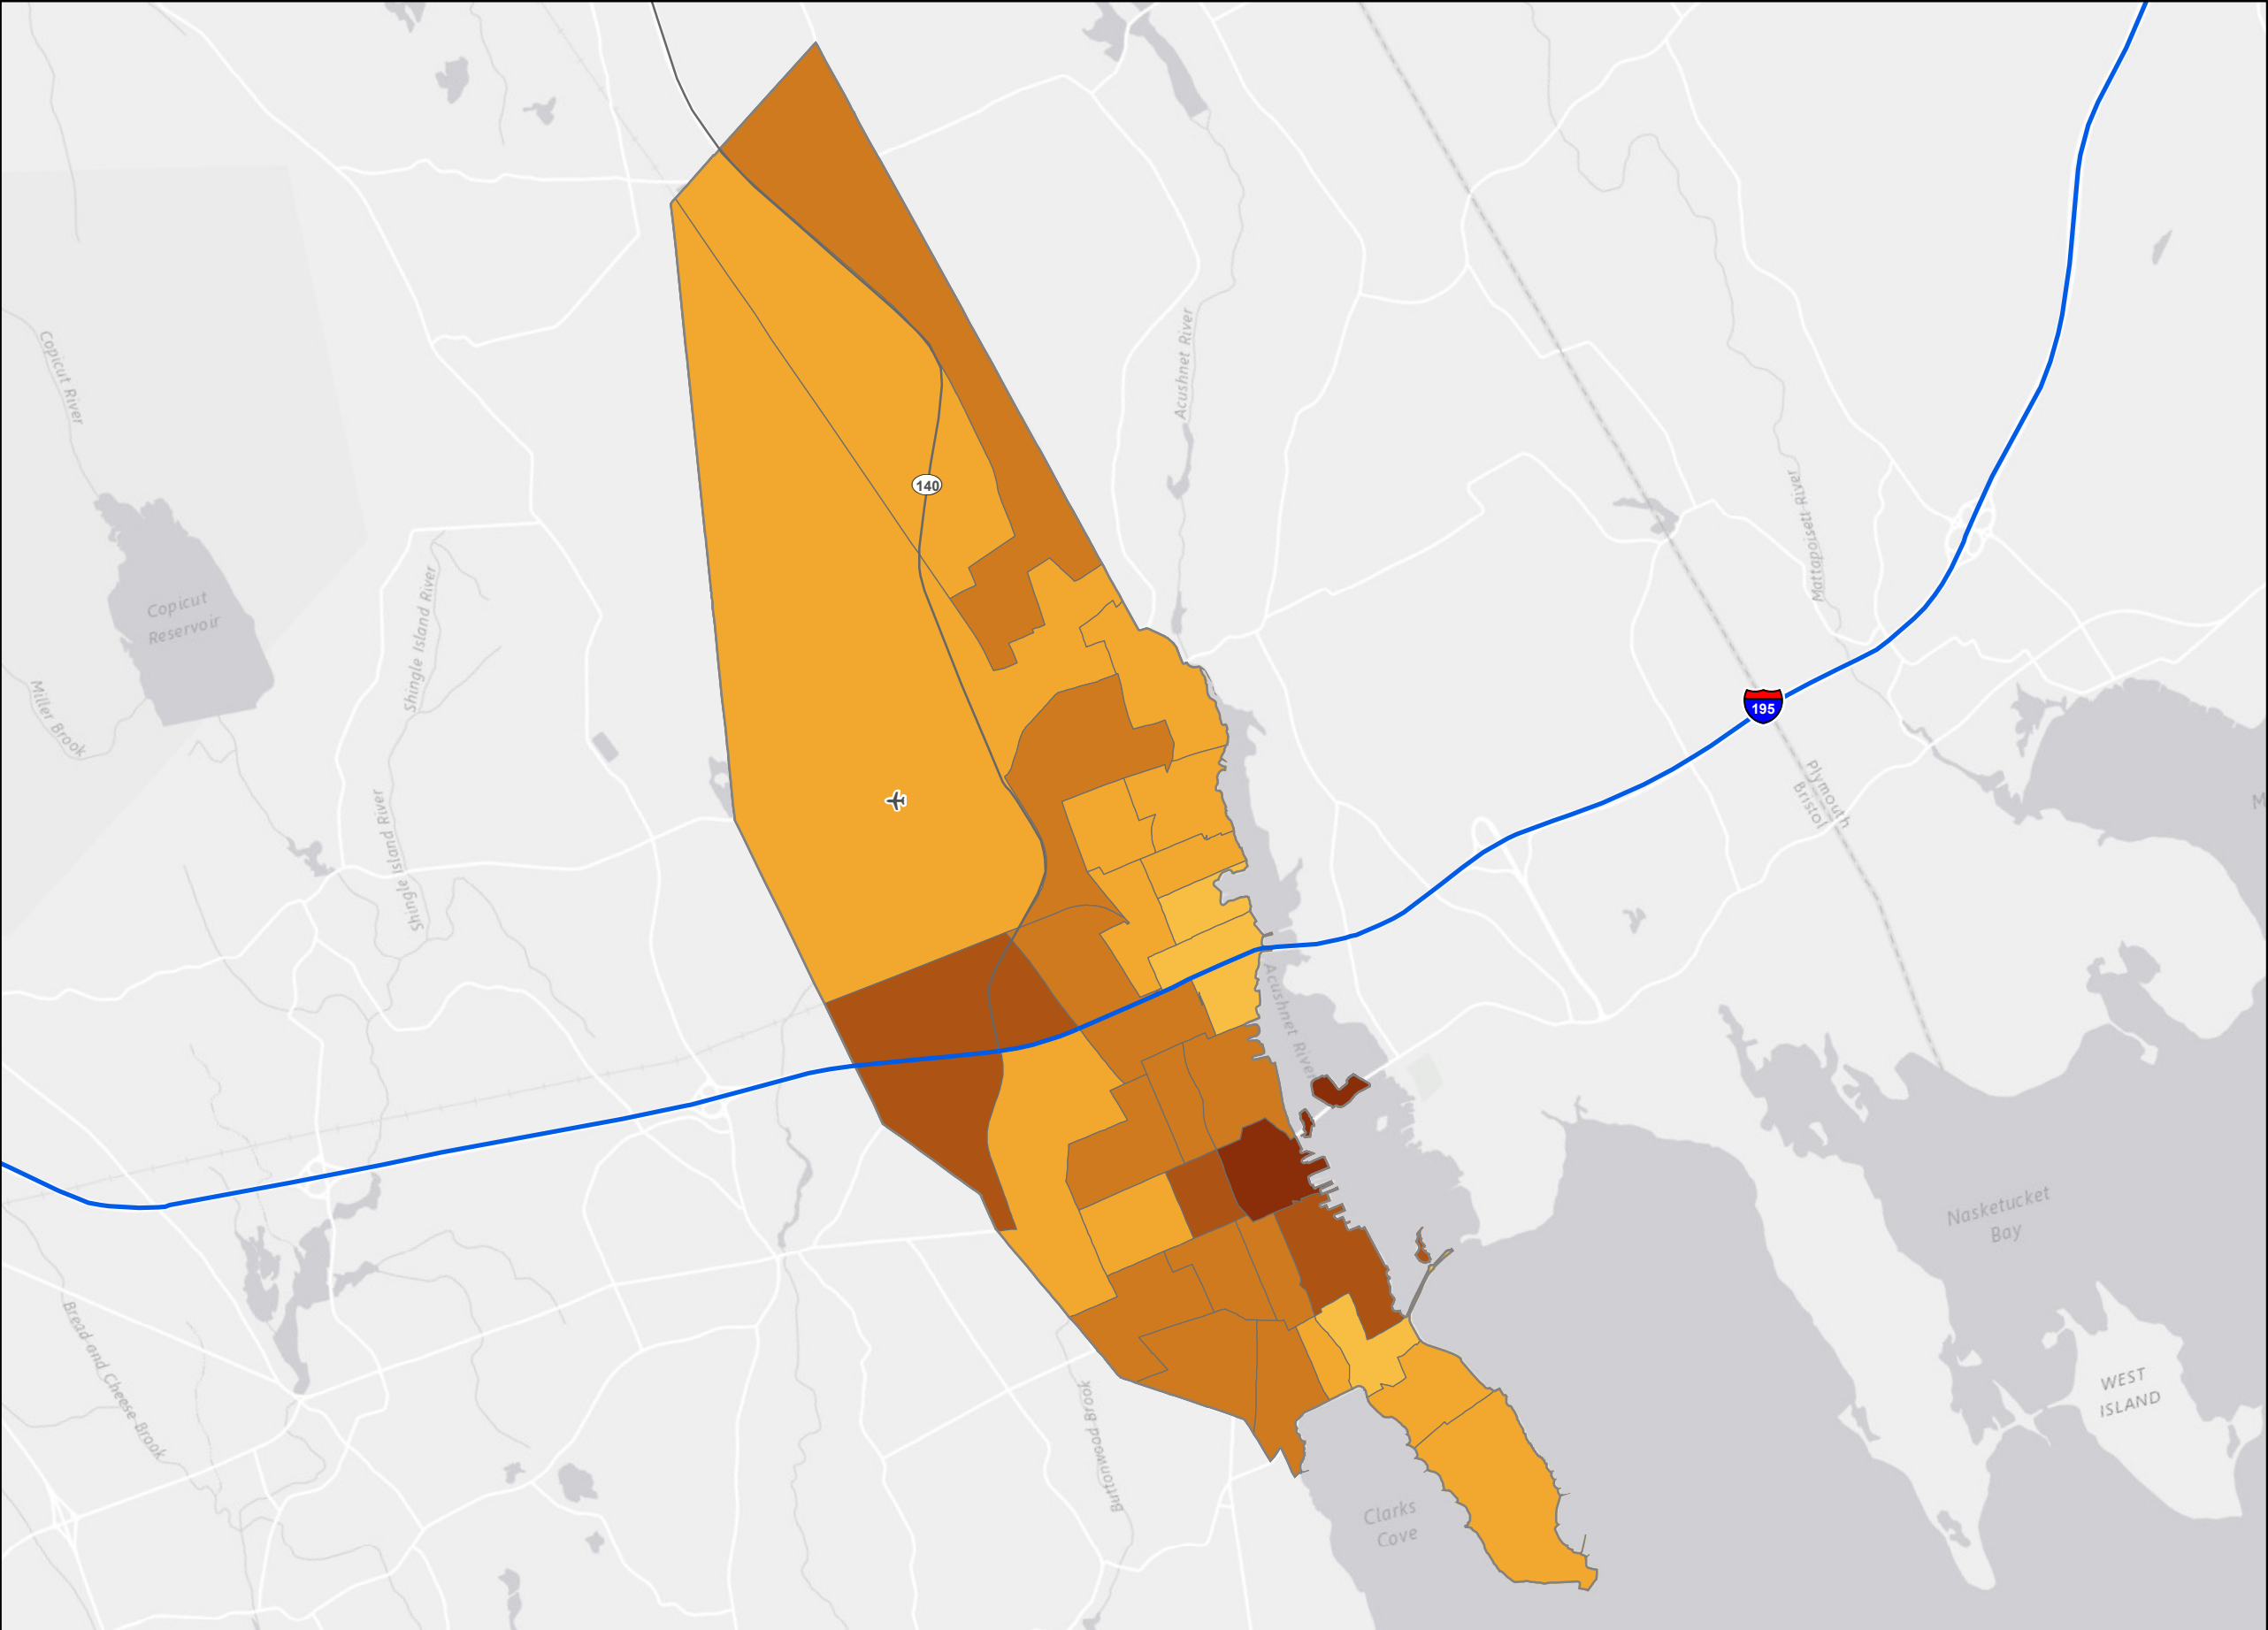 Acushnet River
Copicut River
140
Mattapoisett River
Copicut
Reservoir
Shingle Island River
Miller Brook
195
Plymouth
Bristol
M
Shingle Island River
Acushnet River
Nasketucket
Bay
Bread and Cheese Brook
Buttonwood Brook
WEST
ISLAND
Clarks
Cove